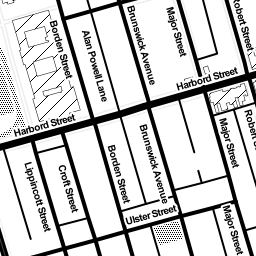 Borden Street
Alan Powell Lane
Brunswick Avenue
Major Street
Robert Street
Harbord Street
Harbord Street
Lippincott Street
Croft Street
Borden Street
Brunswick Avenue
Major Street
Rober
Ulster Street
Major Street